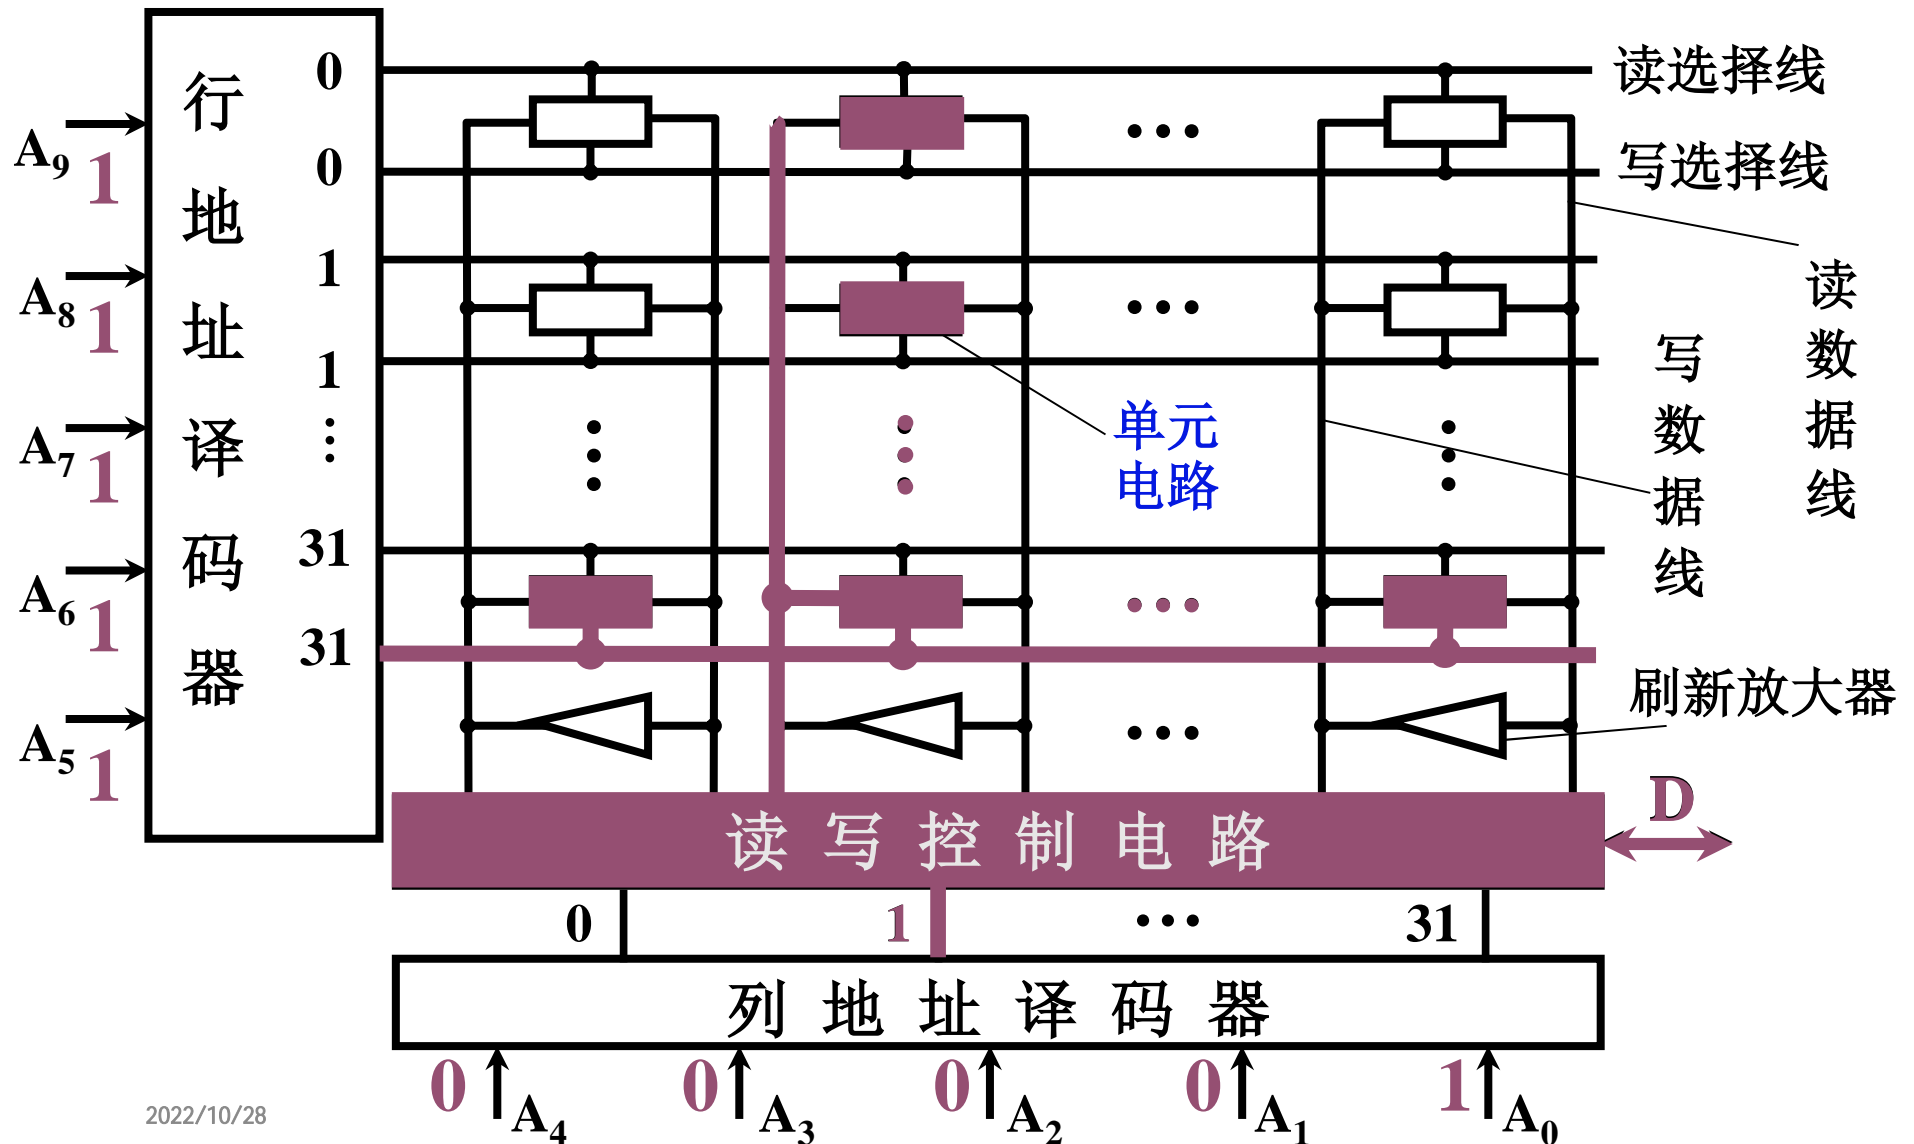 行地址译码器
A9 1
A8 1
A7 1
A6 1
A5 1
0
0
1
1
⋮
31
31
读选择线
写选择线
读数据线
写数据线
单元
电路
···
···
···
···
刷新放大器
读写控制电路
D
0 1 ··· 31
列地址译码器
0 A4 0 A3 0 A2 0 A1 1 A0
2022/10/28